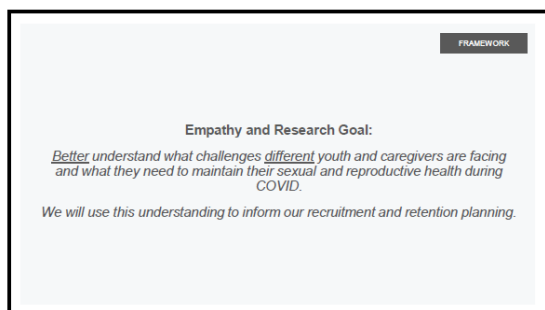 FRAMEWORK
Empathy and Research Goal:
Better understand what challenges different youth and caregivers are facing
and what they need to maintain their sexual and reproductive health during
COVID.
We will use this understanding to inform our recruitment and retention planning.